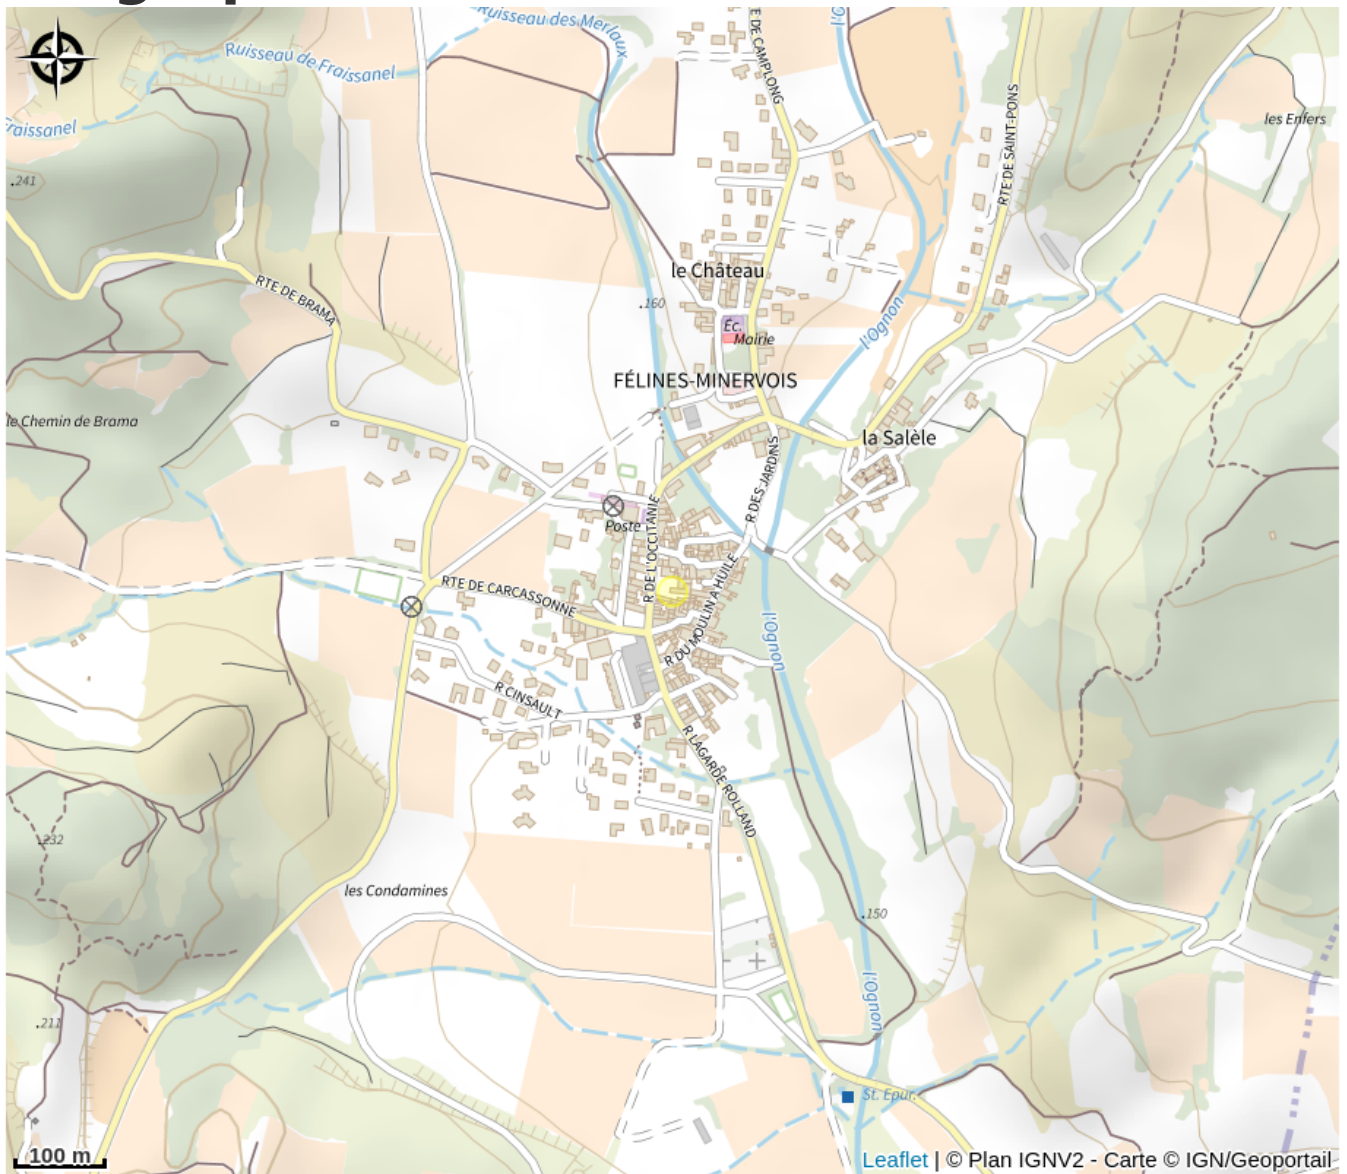 Ruisseau des Merlaux
E DE CAMPLONG
Ruisseau de Fraissanel
Fraissanel
RTE DE SAINT-PONS
les Enfers
.241
le Château
RTE DE BRAMA
.160
l'Ognon
Éc.
Mairie
FÉLINES-MINERVOIS
le Chemin de Brama
la Salèle
R DES JARDINS
Poste
R DE L'OCCITANIE
RTE DE CARCASSONNE
R DU MOULIN A HUILE
l'Ognon
R CINSAULT
R LAGARDE ROLLAND
.232
les Condamines
.150
l'Ognon
.211
St. Epur.
100 m
Leaflet | © Plan IGNV2 - Carte © IGN/Geoportail